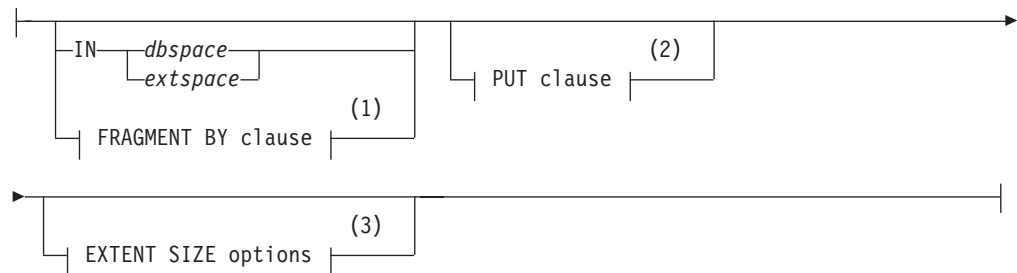 IN dbspace
extspace
(2)
PUT clause
(1)
FRAGMENT BY clause
(3)
EXTENT SIZE options